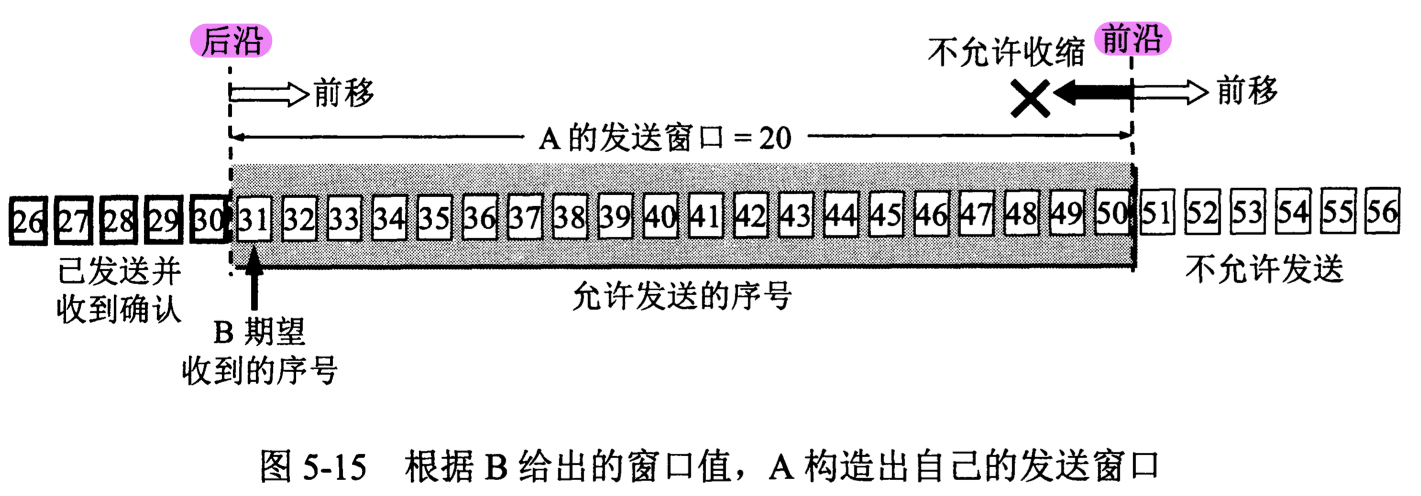 后沿
不允许收缩 前沿
前移 前移
A 的发送窗口 = 20
26 27 28 29 30 31 32 33 34 35 36 37 38 39 40 41 42 43 44 45 46 47 48 49 50 51 52 53 54 55 56
已发送并
收到确认
允许发送的序号
不允许发送
B 期望
收到的序号
图 5-15 根据 B 给出的窗口值，A 构造出自己的发送窗口